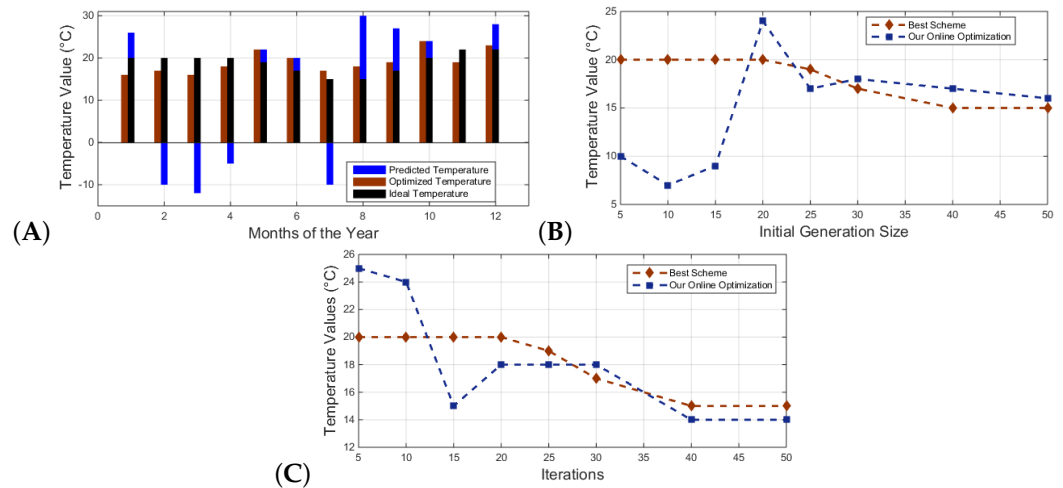 Temperature Value (°C)
30
20
10
0
-10
0
2
4
6
8
10
12
Predicted Temperature
Optimized Temperature
Ideal Temperature
Months of the Year
(A)
Temperature Value (°C)
25
20
15
10
5
5
10
15
20
25
30
35
40
45
50
Best Scheme
Our Online Optimization
Initial Generation Size
(B)
Temperature Values (°C)
26
24
22
20
18
16
14
12
5
10
15
20
25
30
35
40
45
50
Best Scheme
Our Online Optimization
Iterations
(C)